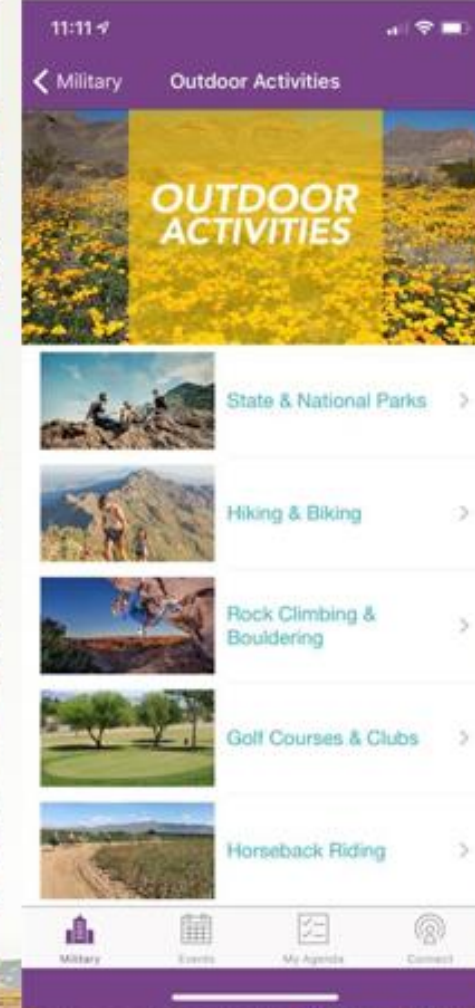 11:11
Military
Outdoor Activities
OUTDOOR
ACTIVITIES
State & National Parks
Hiking & Biking
Rock Climbing &
Bouldering
Golf Courses & Clubs
Horseback Riding
Military
Events
My Agenda
Connect